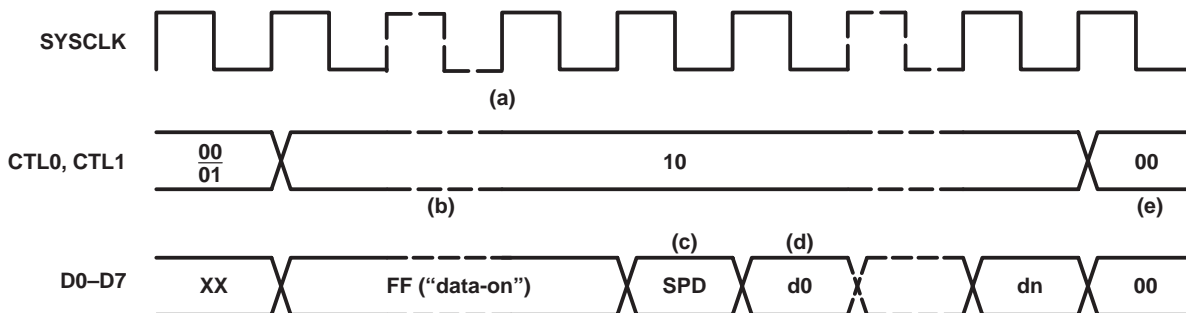 SYSCLK
(a)
CTL0, CTL1
00
01
10
00
(b)
(e)
(c)
(d)
D0–D7
XX
FF (“data-on”)
SPD
d0
dn
00